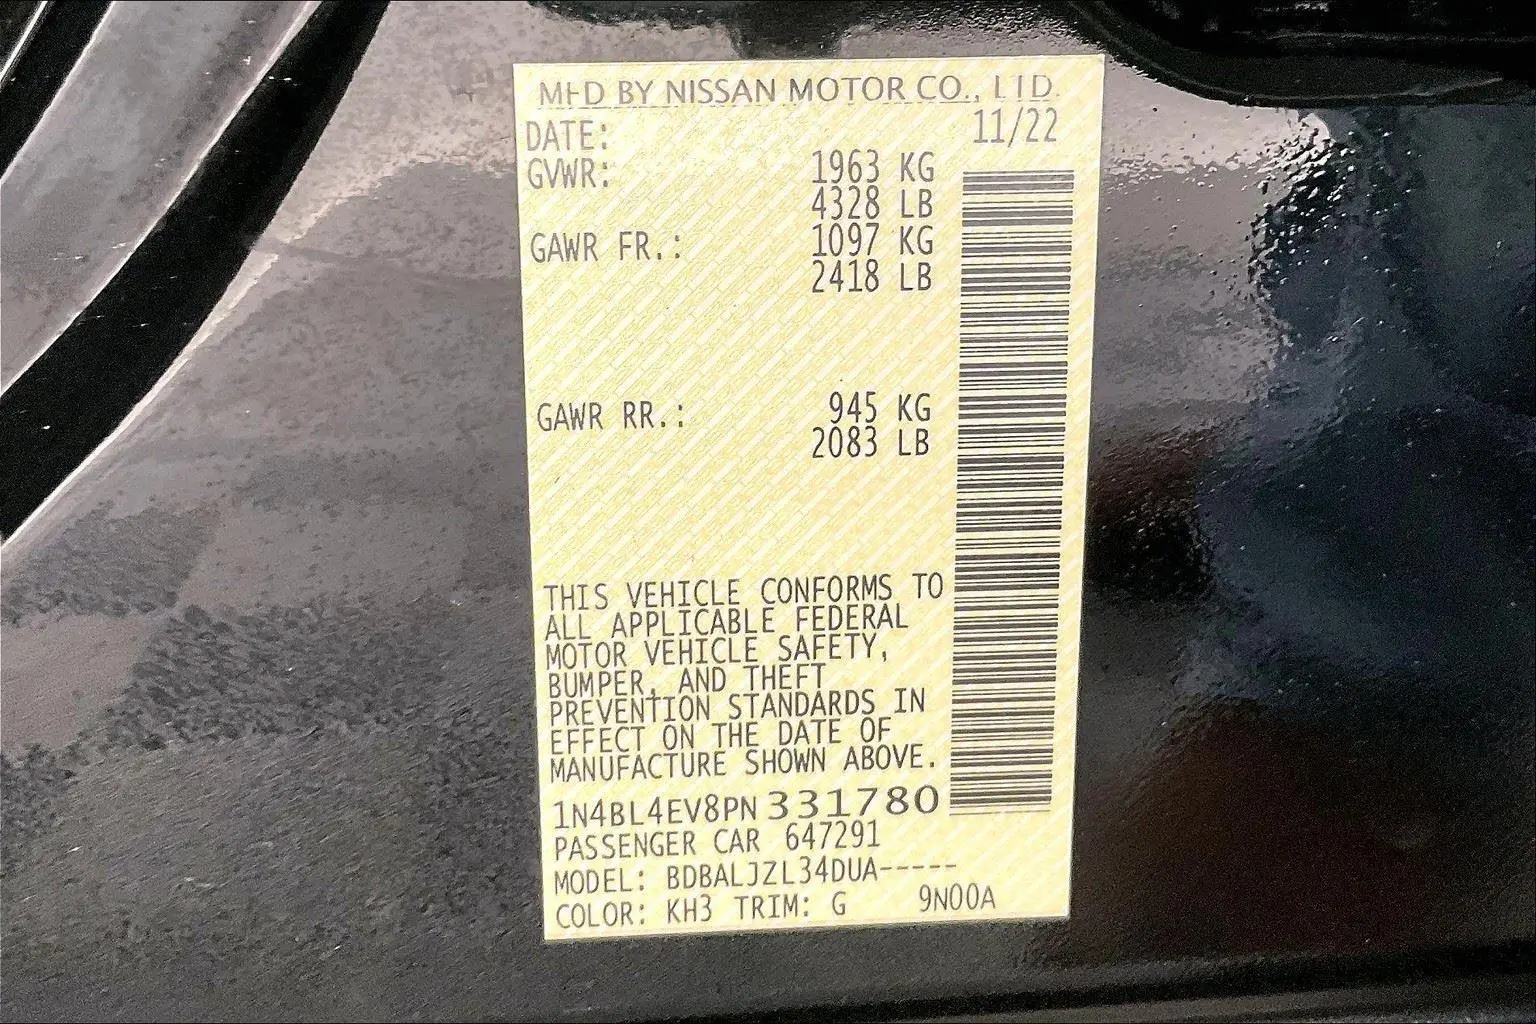 MFD BY NISSAN MOTOR CO., LTD.
DATE: 11/22
GVWR: 1963 KG
4328 LB
GAWR FR.: 1097 KG
2418 LB
GAWR RR.: 945 KG
2083 LB
THIS VEHICLE CONFORMS TO
ALL APPLICABLE FEDERAL
MOTOR VEHICLE SAFETY,
BUMPER, AND THEFT
PREVENTION STANDARDS IN
EFFECT ON THE DATE OF
MANUFACTURE SHOWN ABOVE.
1N4BL4EV8PN331780
PASSENGER CAR 647291
MODEL: BDBALJZL34DUA-----
COLOR: KH3 TRIM: G 9N00A